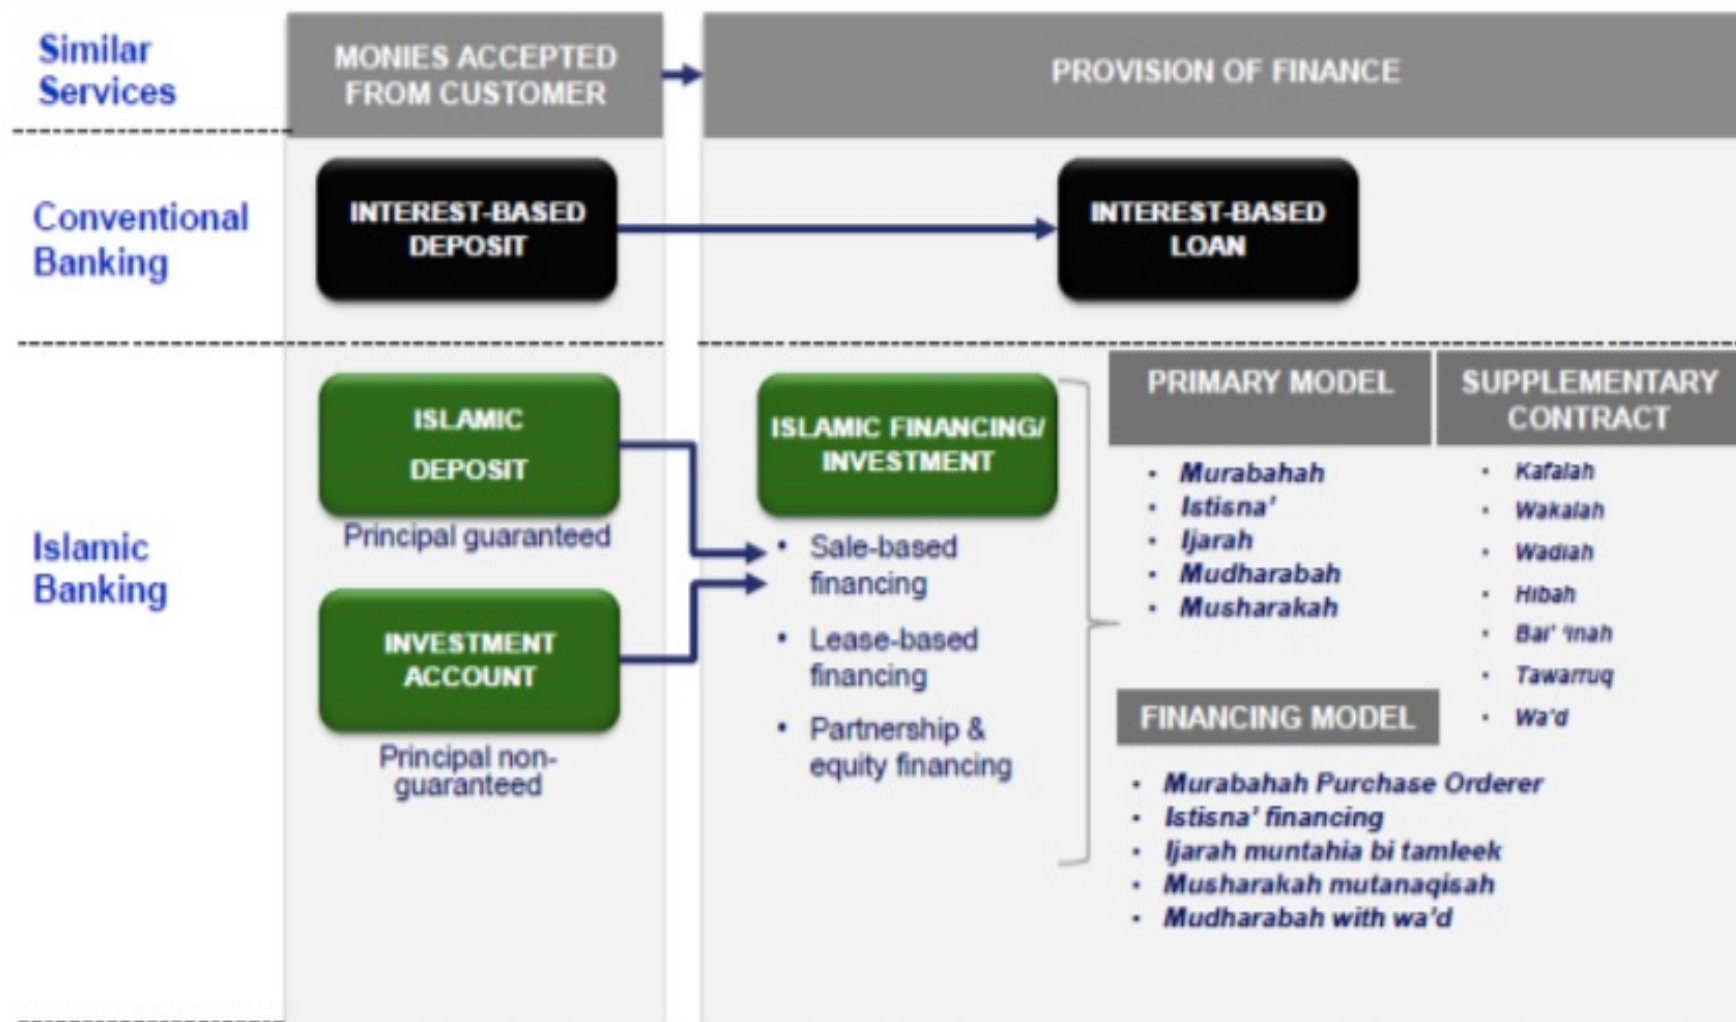 Similar
Services
MONIES ACCEPTED
FROM CUSTOMER
PROVISION OF FINANCE
Conventional
Banking
INTEREST-BASED
DEPOSIT
INTEREST-BASED
LOAN
Islamic
Banking
ISLAMIC
DEPOSIT
Principal guaranteed
INVESTMENT
ACCOUNT
Principal non-
guaranteed
ISLAMIC FINANCING/
INVESTMENT
• Sale-based
financing
• Lease-based
financing
• Partnership &
equity financing
PRIMARY MODEL
• Murabahah
• Istisna'
• Ijarah
• Mudharabah
• Musharakah
SUPPLEMENTARY
CONTRACT
• Kafalah
• Wakalah
• Wadiah
• Hibah
• Bai' 'inah
• Tawarruq
• Wa'd
FINANCING MODEL
• Murabahah Purchase Orderer
• Istisna' financing
• Ijarah muntahia bi tamleek
• Musharakah mutanaqisah
• Mudharabah with wa'd